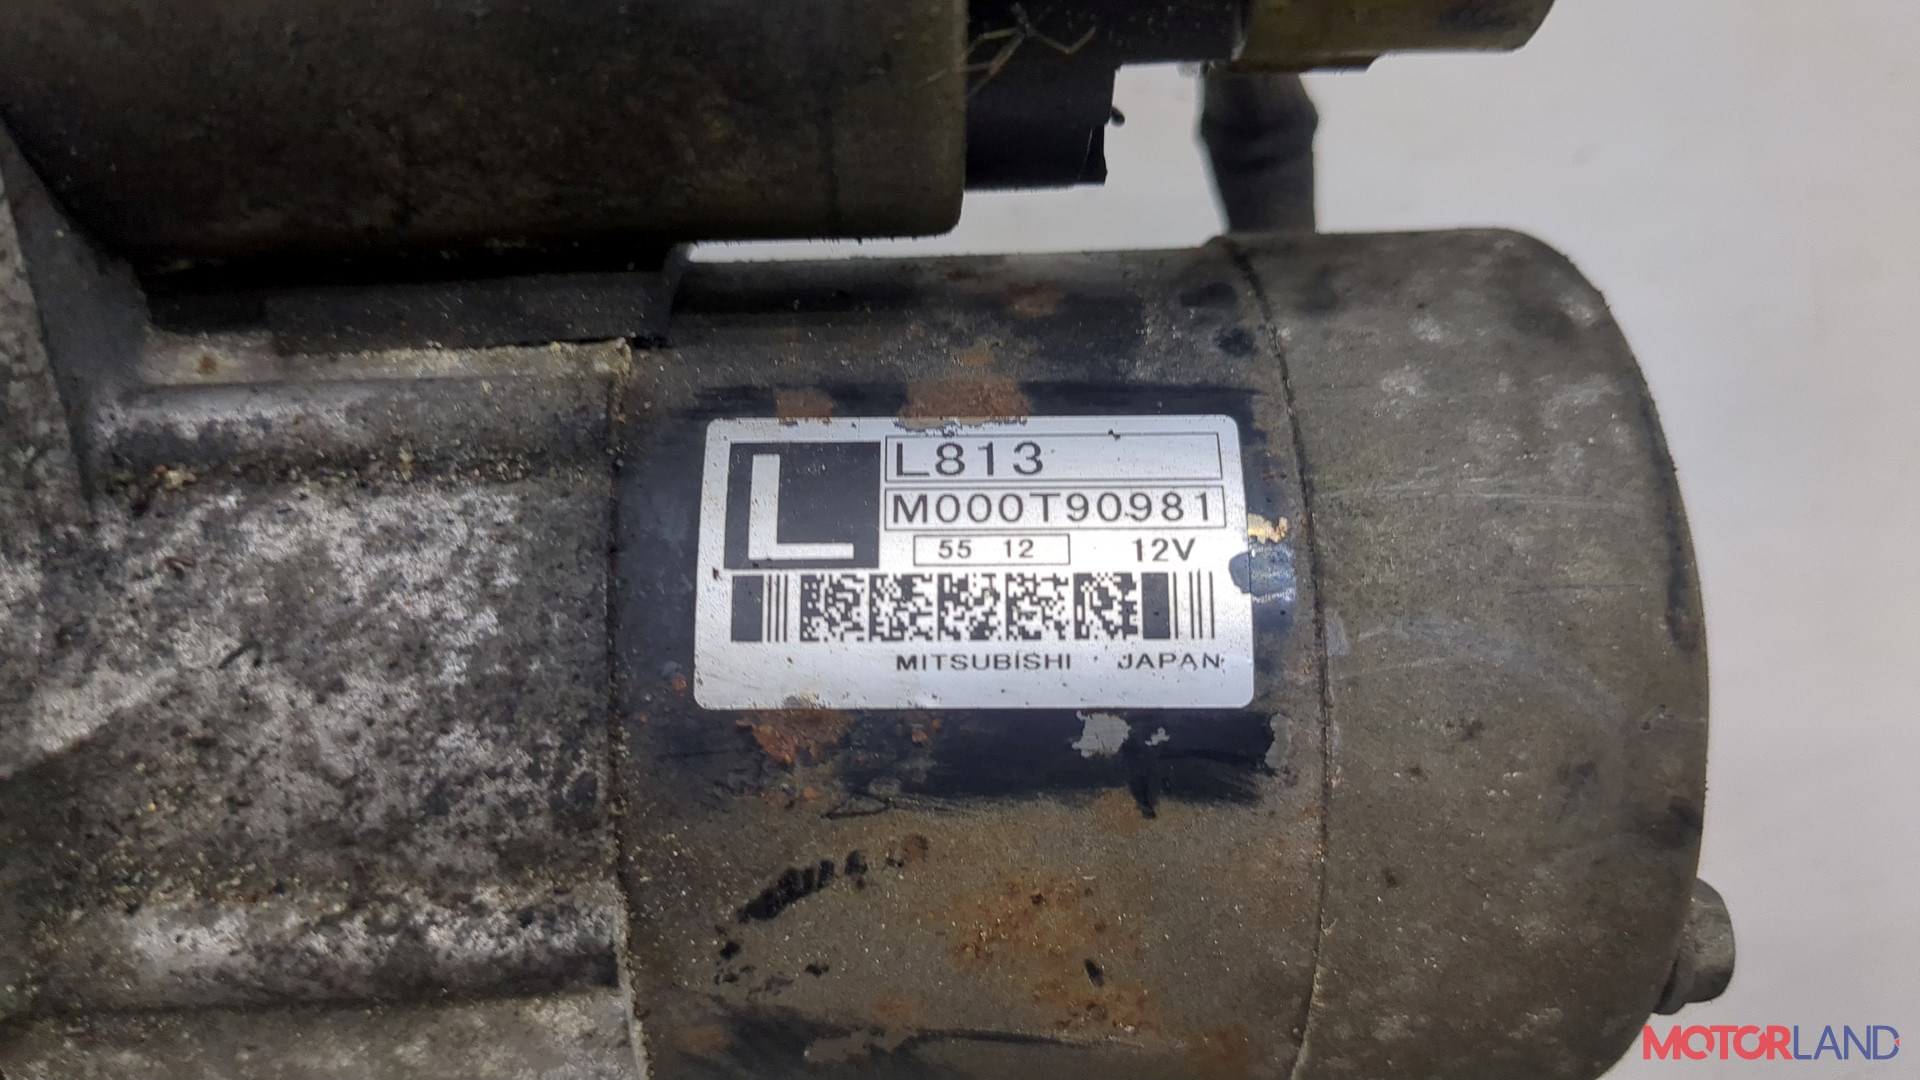 L
L813
M000T90981
55 12 12V
MITSUBISHI JAPAN
MOTORLAND